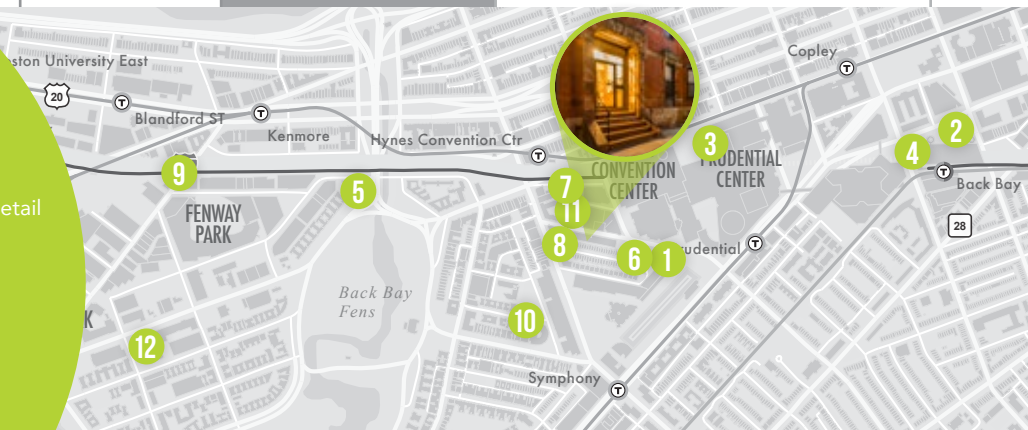 Copley
oston University East
20
Blandford ST
Kenmore
Hynes Convention Ctr
3
2
4
CONVENTION
CENTER
PRUDENTIAL
CENTER
9
5
7
Back Bay
etail
FENWAY
PARK
11
28
8
6
1
rudential
Back Bay
Fens
10
K
12
Symphony
T
T
T
T
T
T
T